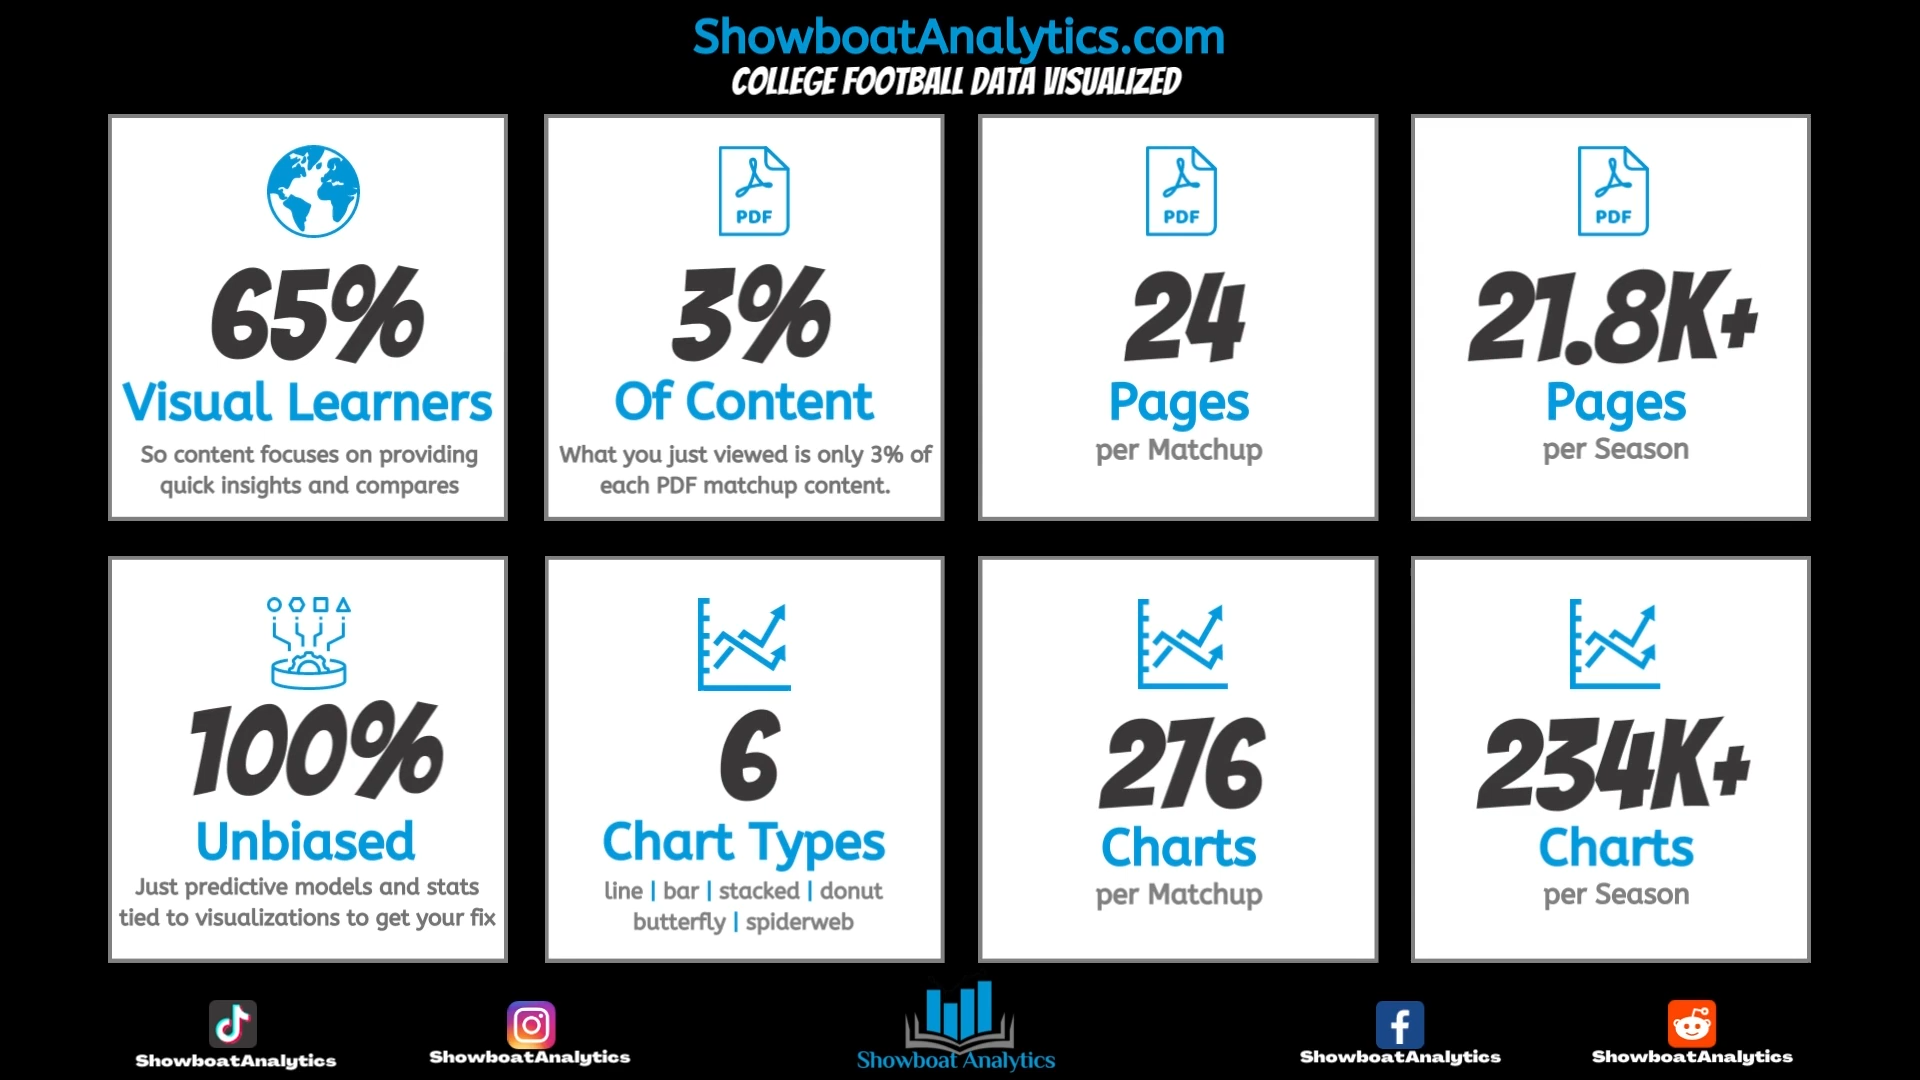 ShowboatAnalytics.com
COLLEGE FOOTBALL DATA VISUALIZED
65%
Visual Learners
So content focuses on providing
quick insights and compares
PDF
3%
Of Content
What you just viewed is only 3% of
each PDF matchup content.
PDF
24
Pages
per Matchup
PDF
21.8K+
Pages
per Season
100%
Unbiased
Just predictive models and stats
tied to visualizations to get your fix
6
Chart Types
line | bar | stacked | donut
butterfly | spiderweb
276
Charts
per Matchup
234K+
Charts
per Season
ShowboatAnalytics
ShowboatAnalytics
Showboat Analytics
ShowboatAnalytics
ShowboatAnalytics